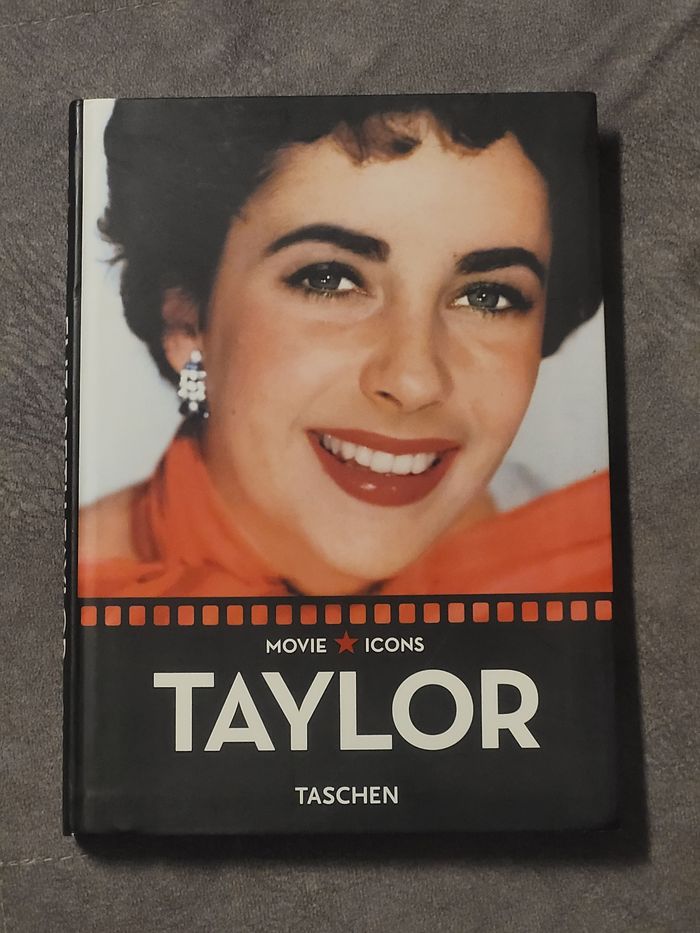 MOVIE ★ ICONS
TAYLOR
TASCHEN